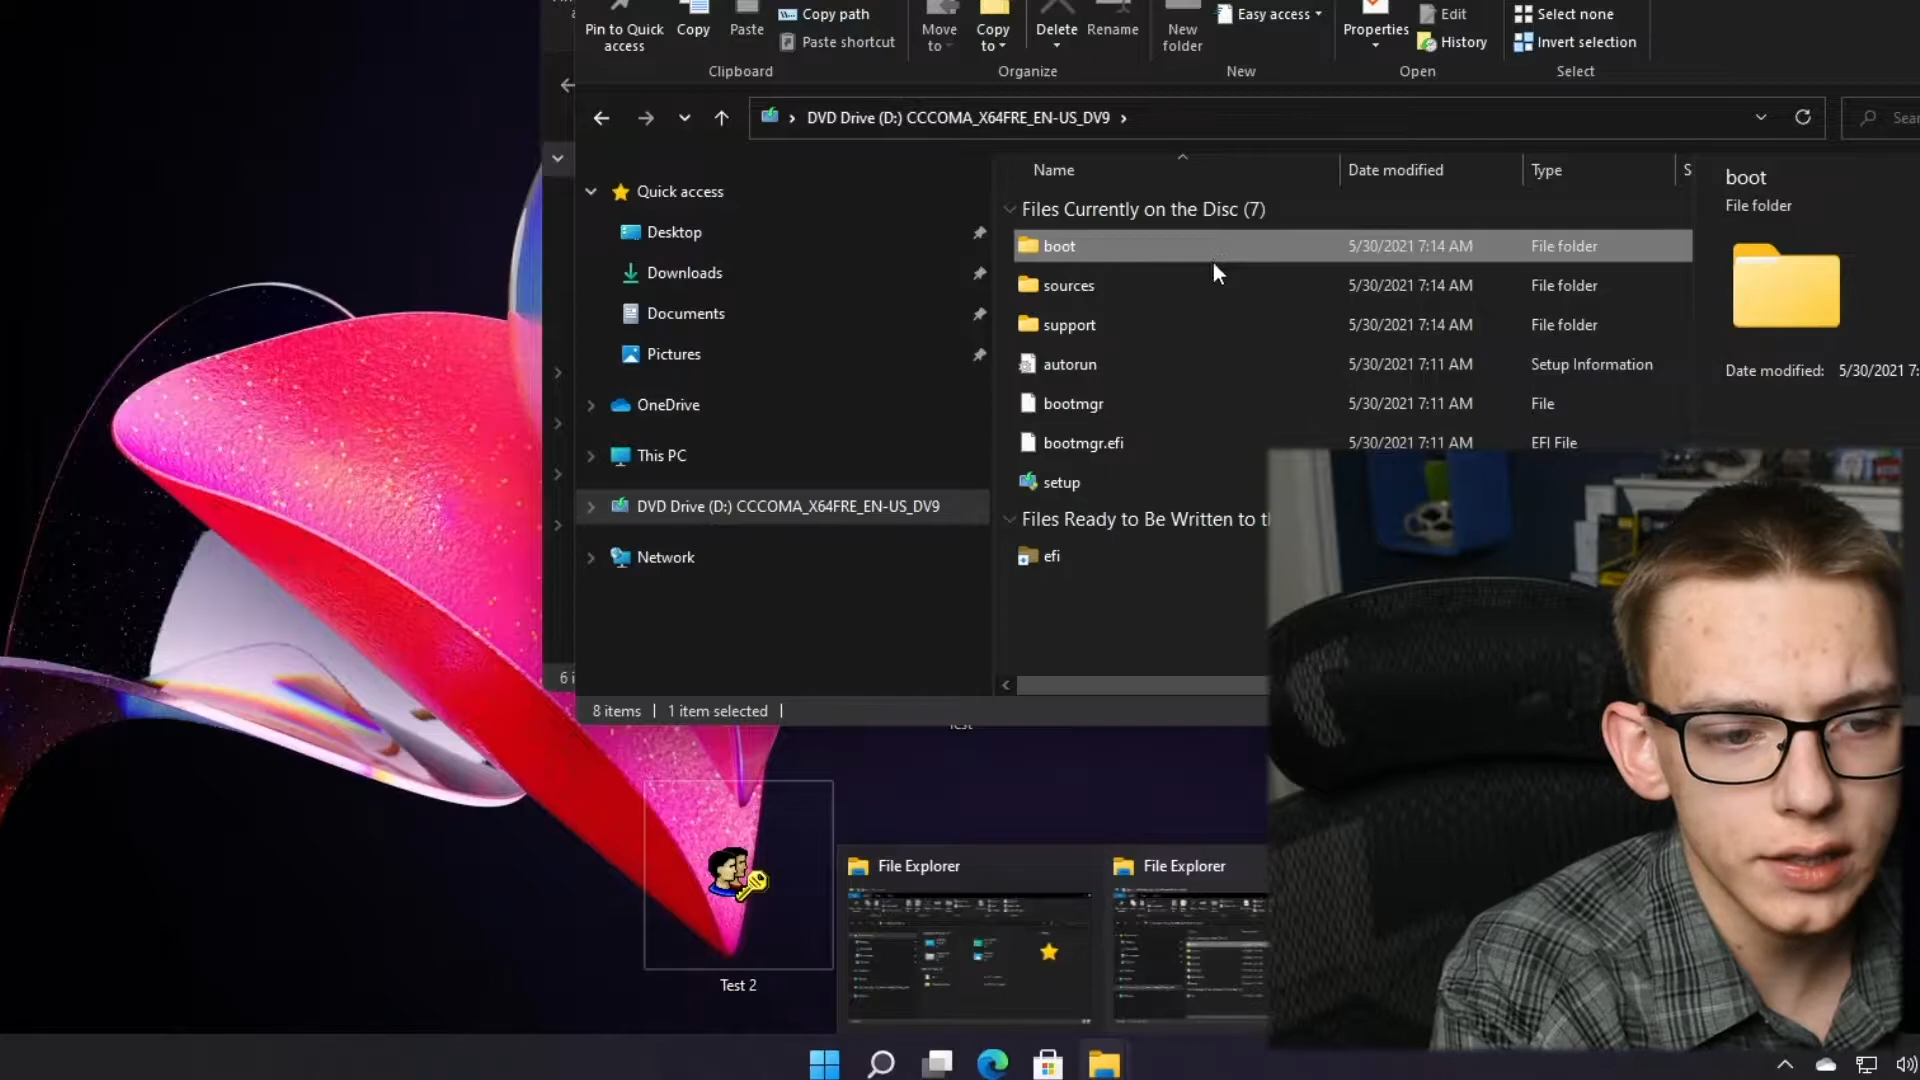 Pin to Quick access
Copy
Paste
Copy path
Paste shortcut
Clipboard
Move to
Copy to
Delete
Rename
Organize
New folder
Easy access
New
Properties
Edit
History
Open
Select none
Invert selection
Select
DVD Drive (D:) CCCOMA_X64FRE_EN-US_DV9
Sear
Quick access
Desktop
Downloads
Documents
Pictures
OneDrive
This PC
DVD Drive (D:) CCCOMA_X64FRE_EN-US_DV9
Network
Name Date modified Type S
Files Currently on the Disc (7)
boot 5/30/2021 7:14 AM File folder
sources 5/30/2021 7:14 AM File folder
support 5/30/2021 7:14 AM File folder
autorun 5/30/2021 7:11 AM Setup Information
bootmgr 5/30/2021 7:11 AM File
bootmgr.efi 5/30/2021 7:11 AM EFI File
setup
Files Ready to Be Written to th
efi
boot
File folder
Date modified: 5/30/2021 7:
6 i
8 items 1 item selected
Test 2
File Explorer
File Explorer